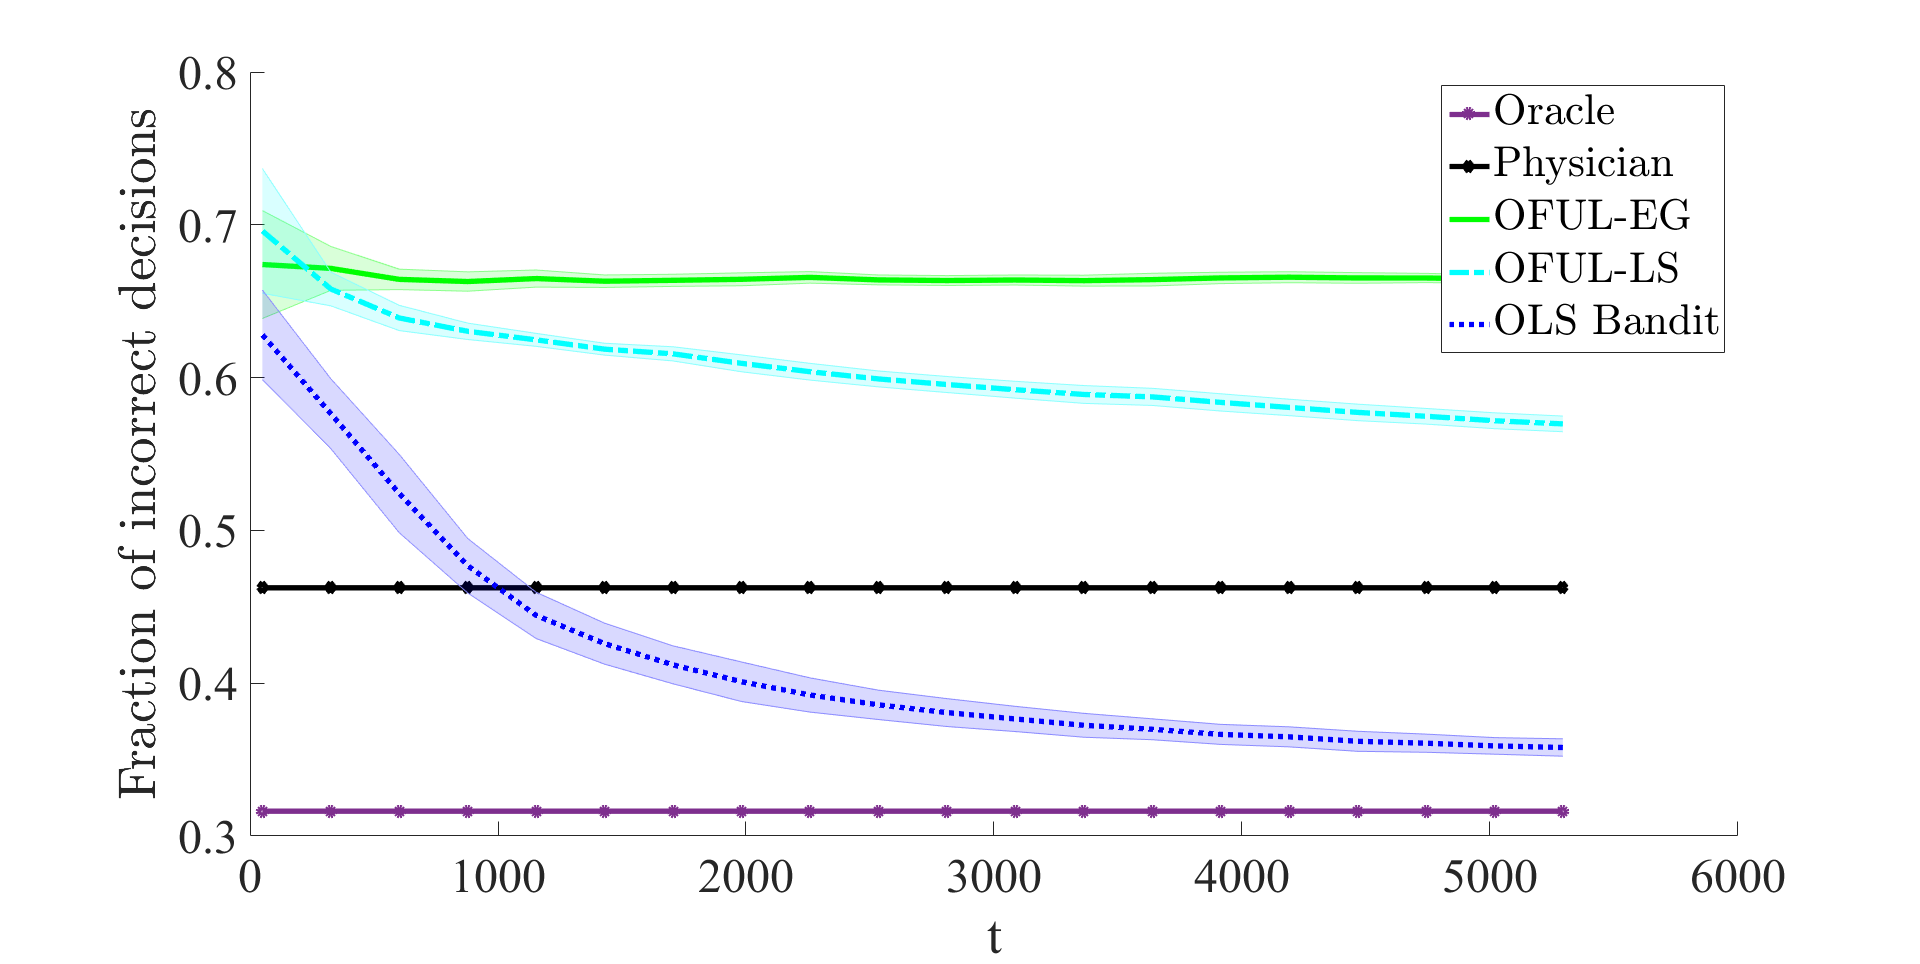 0.8
0.7
0.6
0.5
0.4
0.3
Fraction of incorrect decisions
0 1000 2000 3000 4000 5000 6000
t
Oracle
Physician
OFUL-EG
OFUL-LS
OLS Bandit